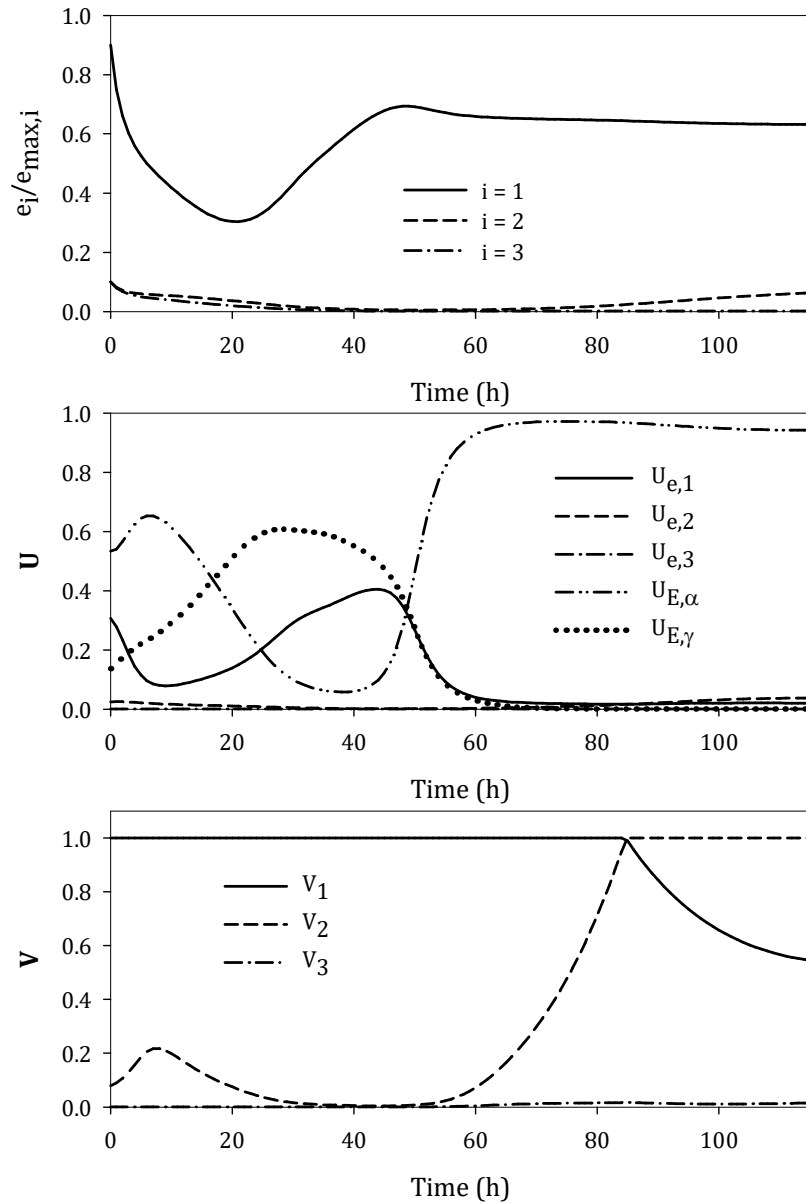 1.0
0.8
0.6
0.4
0.2
0.0
e_i/e_max,i
i = 1
i = 2
i = 3
0 20 40 60 80 100
Time (h)
1.0
0.8
0.6
0.4
0.2
0.0
U
U_e,1
U_e,2
U_e,3
U_E,α
U_E,γ
0 20 40 60 80 100
Time (h)
1.0
0.8
0.6
0.4
0.2
0.0
V
V_1
V_2
V_3
0 20 40 60 80 100
Time (h)